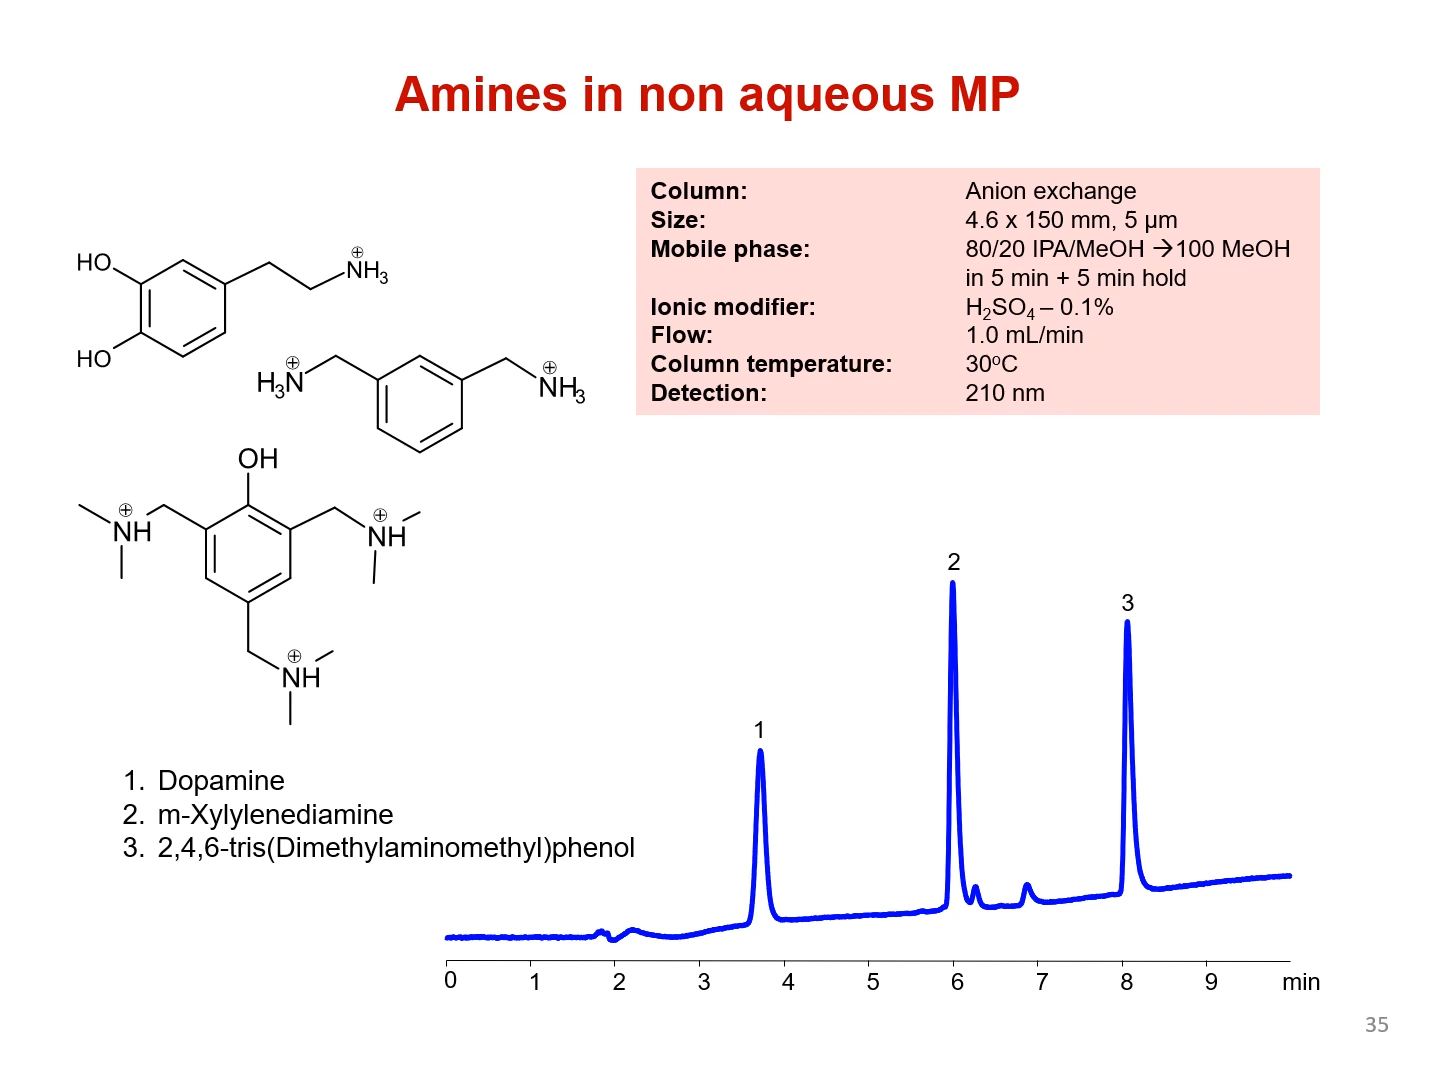 Amines in non aqueous MP
Column: Anion exchange
Size: 4.6 x 150 mm, 5 µm
Mobile phase: 80/20 IPA/MeOH →100 MeOH
in 5 min + 5 min hold
Ionic modifier: H₂SO₄ – 0.1%
Flow: 1.0 mL/min
Column temperature: 30ºC
Detection: 210 nm
HO
⊕
NH₃
HO
⊕
H₃N
⊕
NH₃
OH
⊕
NH
⊕
NH
⊕
NH
1. Dopamine
2. m-Xylylenediamine
3. 2,4,6-tris(Dimethylaminomethyl)phenol
1
2
3
0 1 2 3 4 5 6 7 8 9 min
35